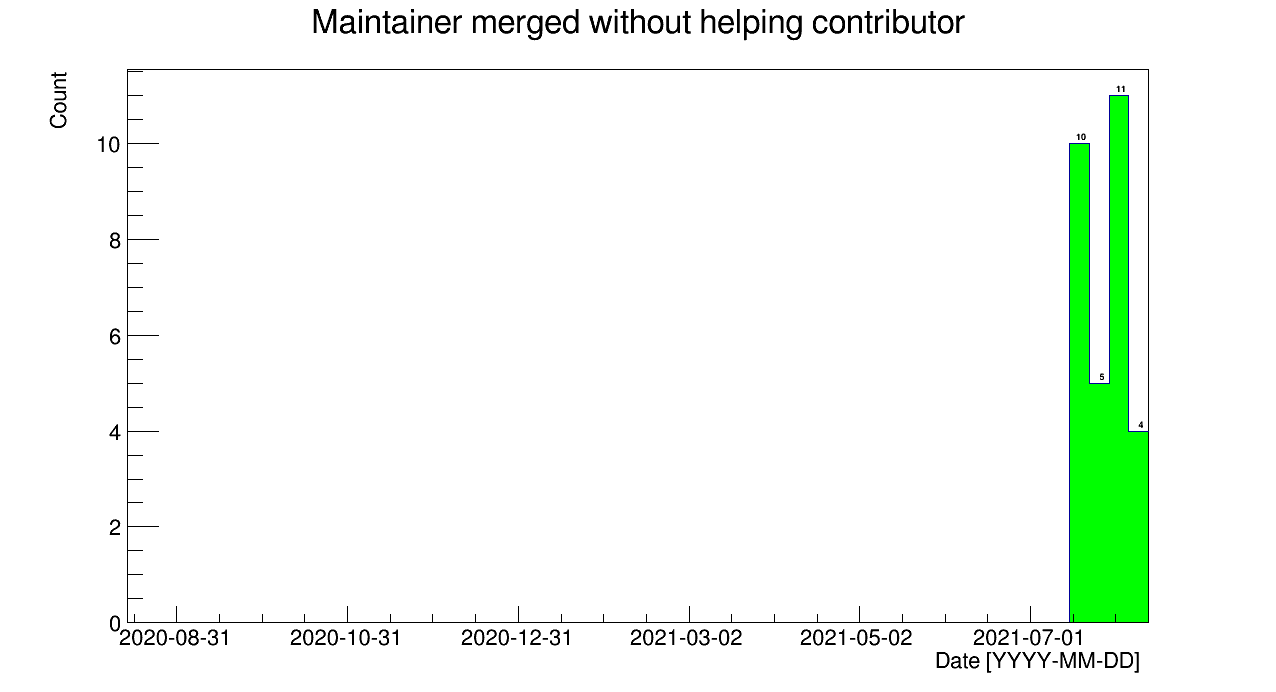 Maintainer merged without helping contributor
Count
11
10
10
8
6
5
4
4
2
0
2020-08-31 2020-10-31 2020-12-31 2021-03-02 2021-05-02 2021-07-01
Date [YYYY-MM-DD]